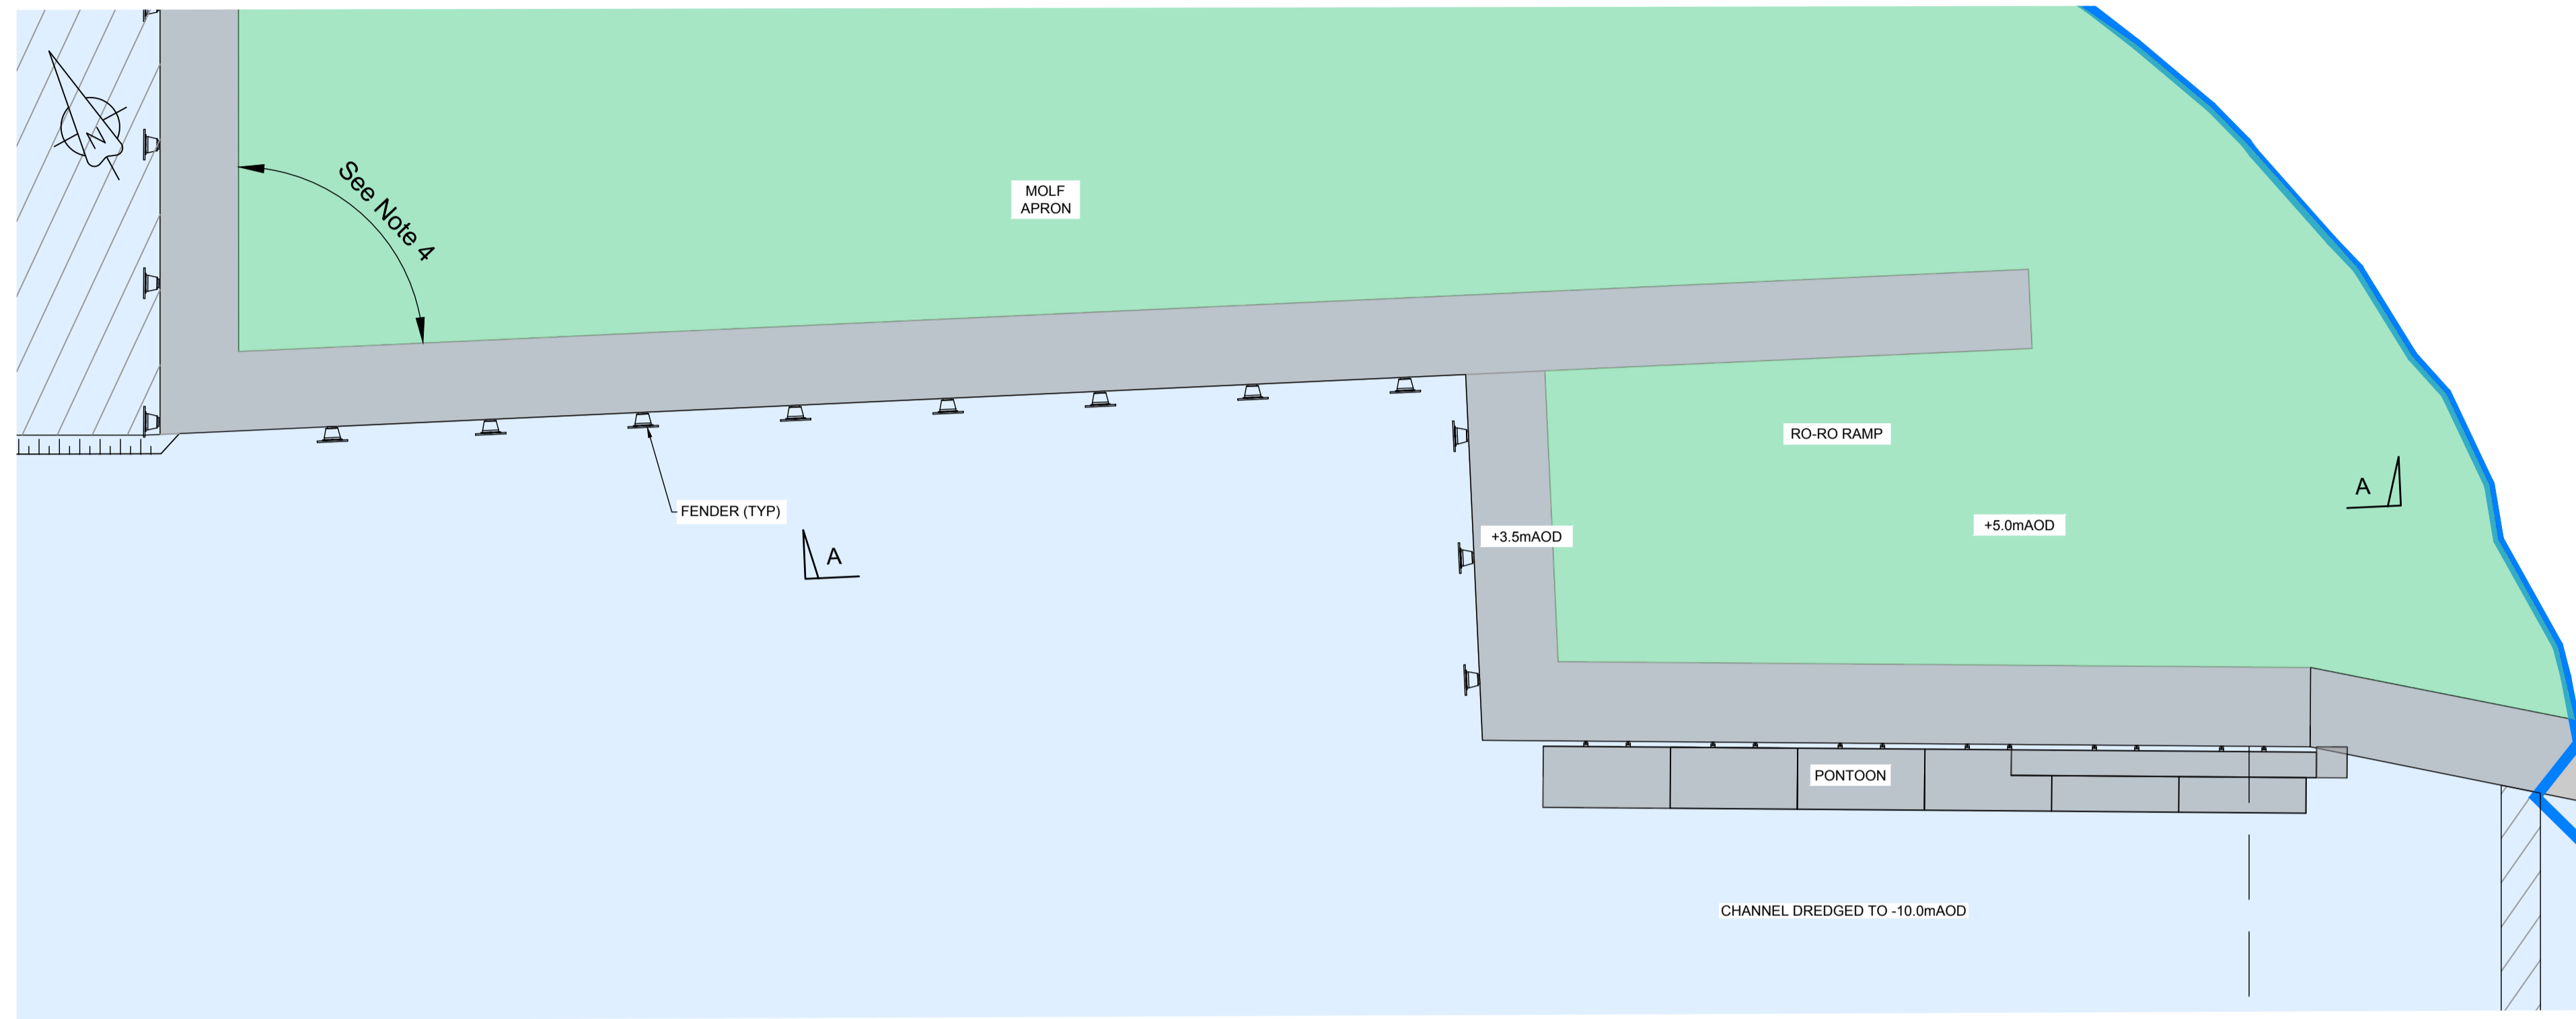 N
See Note 4
MOLF
APRON
RO-RO RAMP
A
FENDER (TYP)
+5.0mAOD
+3.5mAOD
A
PONTOON
CHANNEL DREDGED TO -10.0mAOD